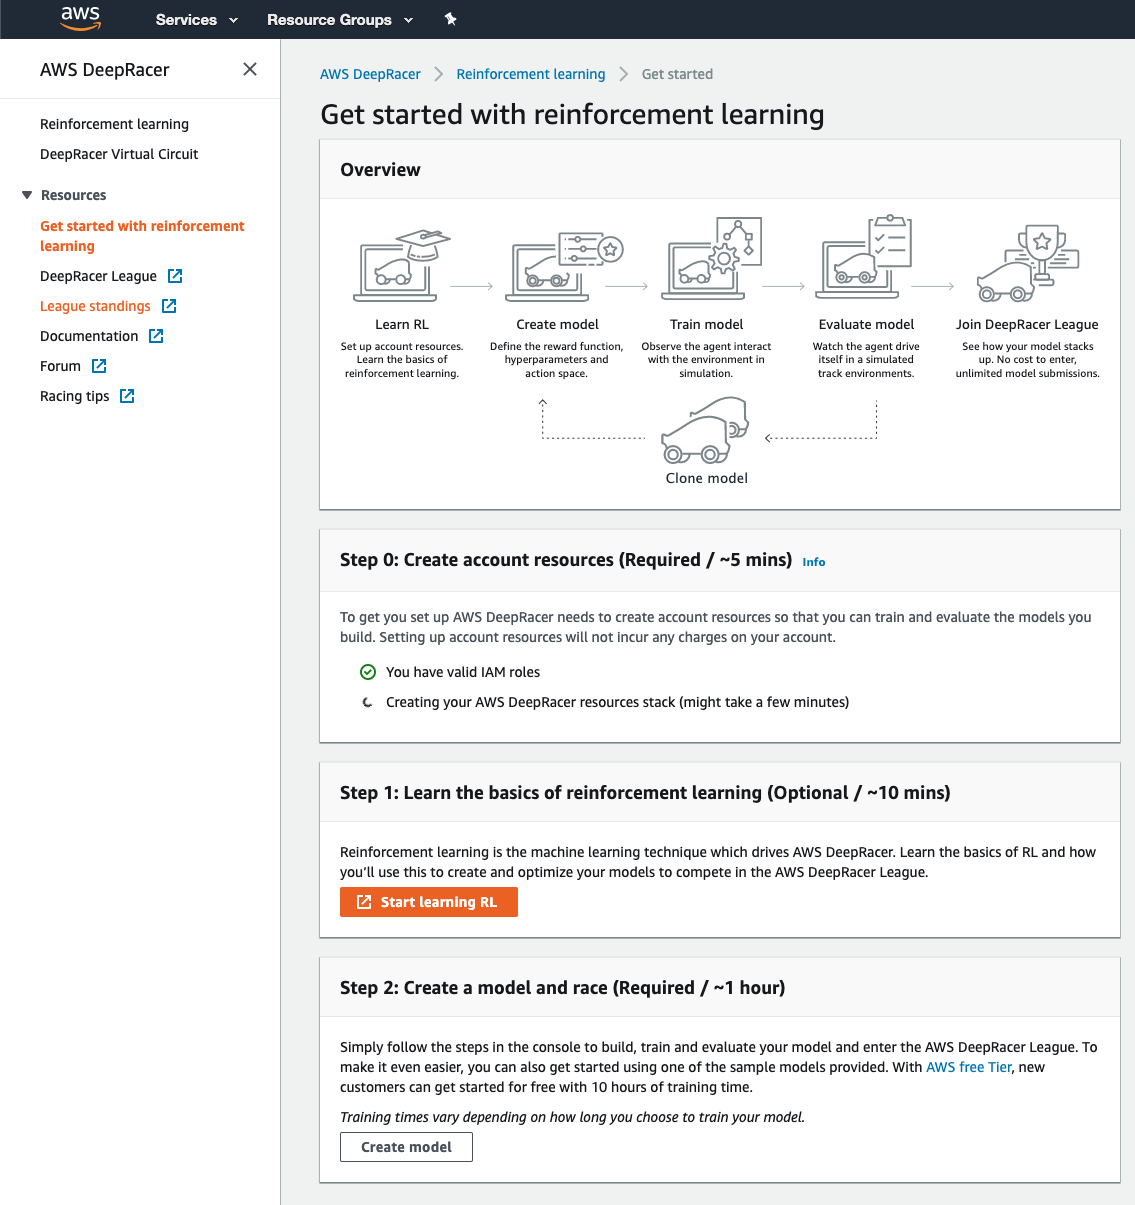 aws Services Resource Groups
AWS DeepRacer
Reinforcement learning
DeepRacer Virtual Circuit
Resources
Get started with reinforcement
learning
DeepRacer League
League standings
Documentation
Forum
Racing tips
AWS DeepRacer Reinforcement learning Get started
Get started with reinforcement learning
Overview
Learn RL
Set up account resources.
Learn the basics of
reinforcement learning.
Create model
Define the reward function,
hyperparameters and
action space.
Train model
Observe the agent interact
with the environment in
simulation.
Evaluate model
Watch the agent drive
itself in a simulated
track environments.
Join DeepRacer League
See how your model stacks
up. No cost to enter,
unlimited model submissions.
Clone model
Step 0: Create account resources (Required / ~5 mins) Info
To get you set up AWS DeepRacer needs to create account resources so that you can train and evaluate the models you
build. Setting up account resources will not incur any charges on your account.
You have valid IAM roles
Creating your AWS DeepRacer resources stack (might take a few minutes)
Step 1: Learn the basics of reinforcement learning (Optional / ~10 mins)
Reinforcement learning is the machine learning technique which drives AWS DeepRacer. Learn the basics of RL and how
you'll use this to create and optimize your models to compete in the AWS DeepRacer League.
Start learning RL
Step 2: Create a model and race (Required / ~1 hour)
Simply follow the steps in the console to build, train and evaluate your model and enter the AWS DeepRacer League. To
make it even easier, you can also get started using one of the sample models provided. With AWS free Tier, new
customers can get started for free with 10 hours of training time.
Training times vary depending on how long you choose to train your model.
Create model